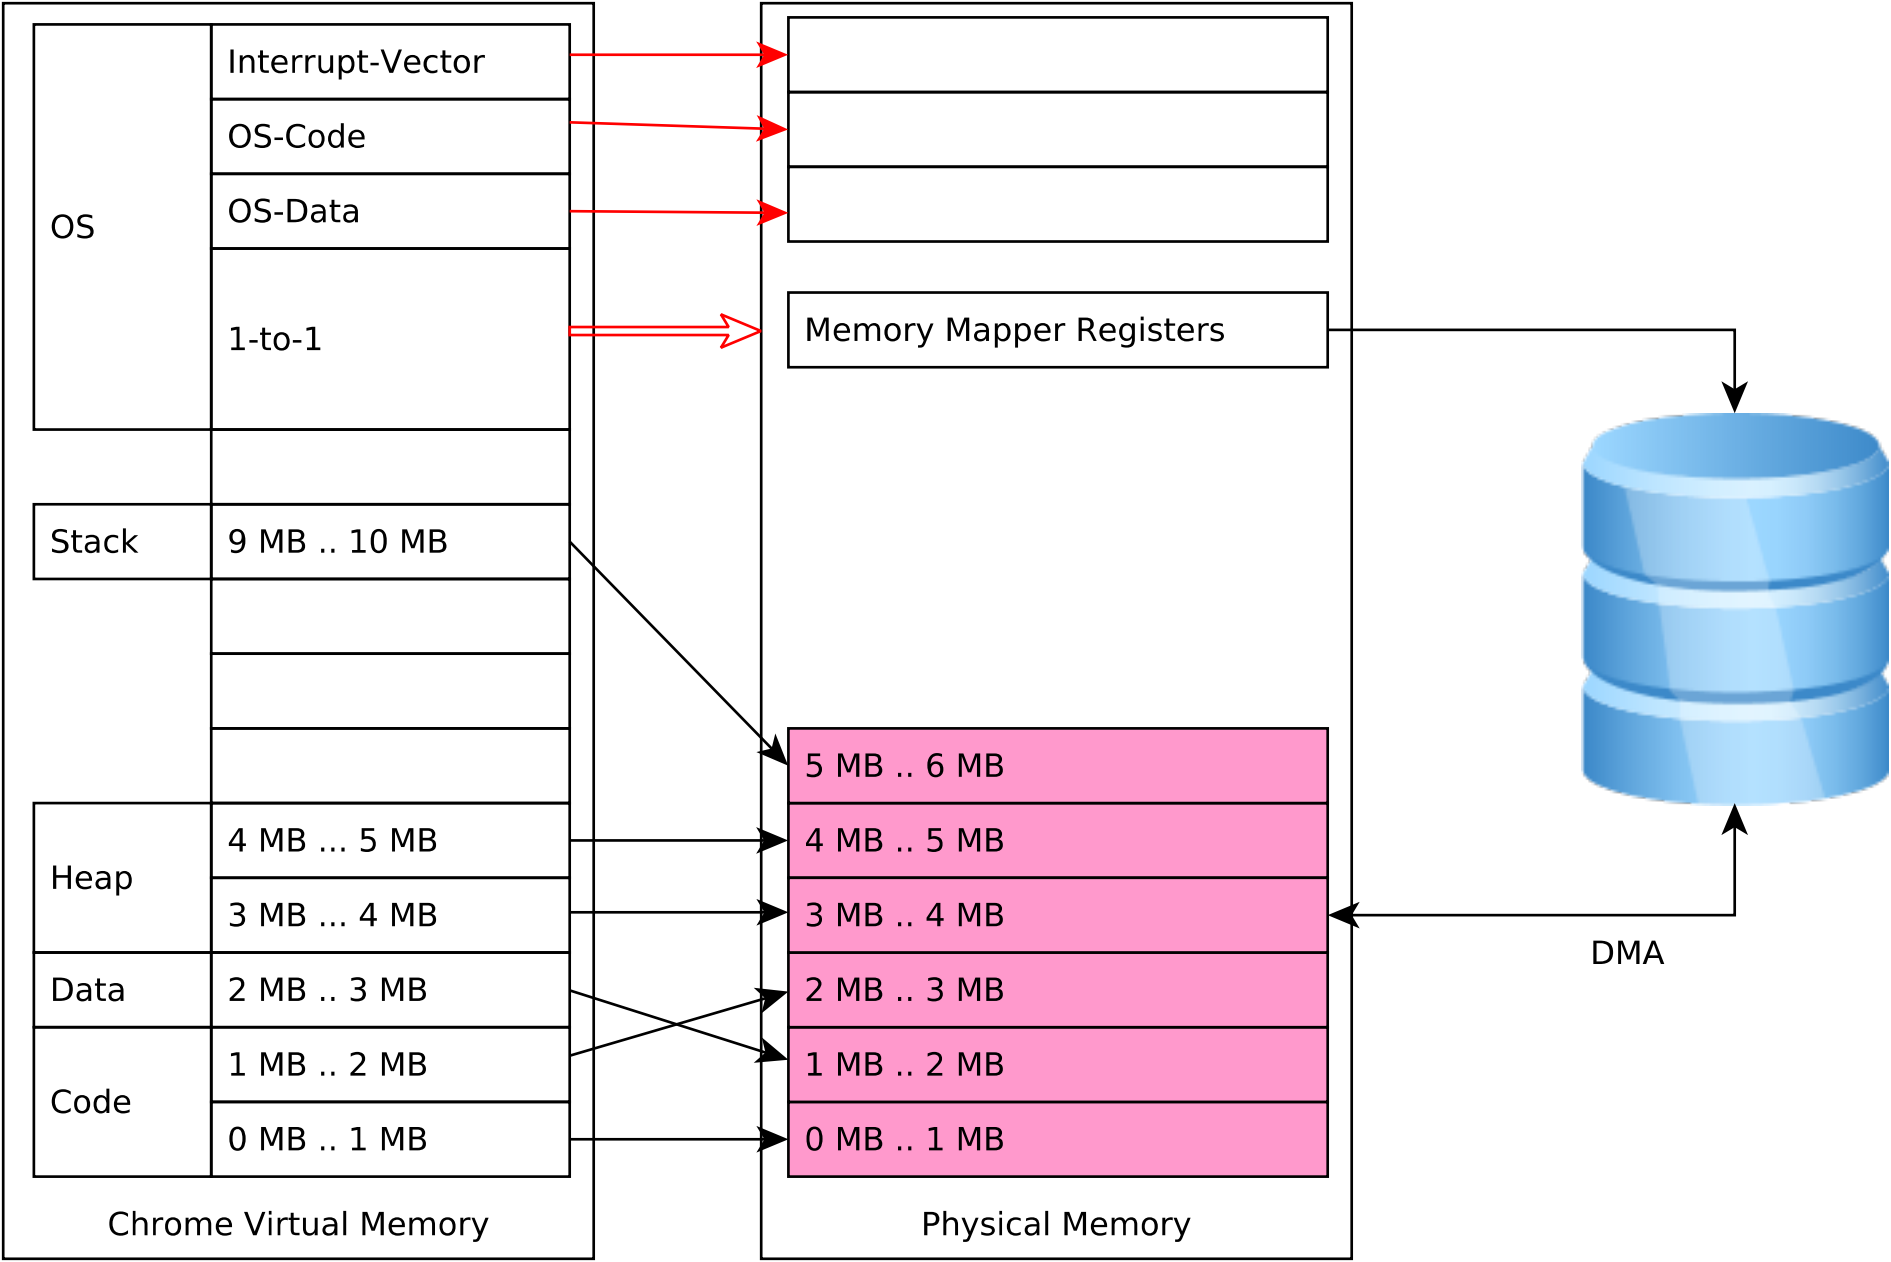 OS
Interrupt-Vector
OS-Code
OS-Data
1-to-1
Stack
9 MB .. 10 MB
Heap
4 MB ... 5 MB
3 MB ... 4 MB
Data
2 MB .. 3 MB
Code
1 MB .. 2 MB
0 MB .. 1 MB
Chrome Virtual Memory
Memory Mapper Registers
5 MB .. 6 MB
4 MB .. 5 MB
3 MB .. 4 MB
2 MB .. 3 MB
1 MB .. 2 MB
0 MB .. 1 MB
Physical Memory
DMA